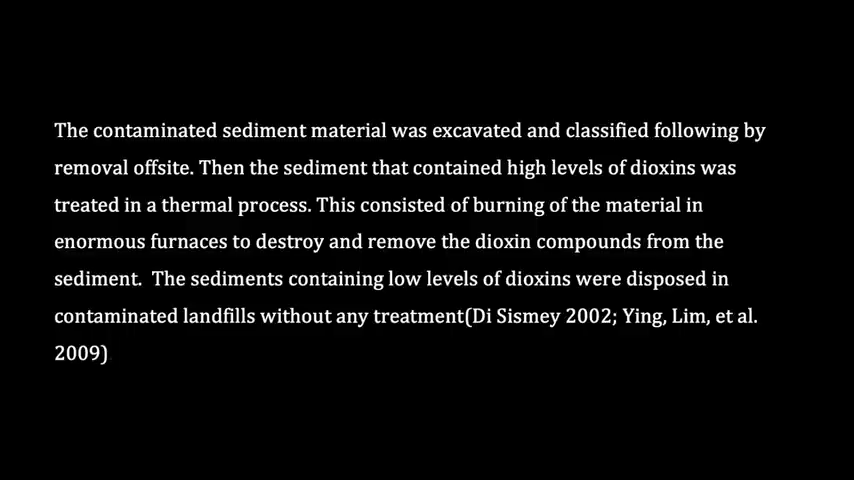 The contaminated sediment material was excavated and classified following by
removal offsite. Then the sediment that contained high levels of dioxins was
treated in a thermal process. This consisted of burning of the material in
enormous furnaces to destroy and remove the dioxin compounds from the
sediment.  The sediments containing low levels of dioxins were disposed in
contaminated landfills without any treatment(Di Sismey 2002; Ying, Lim, et al.
2009)